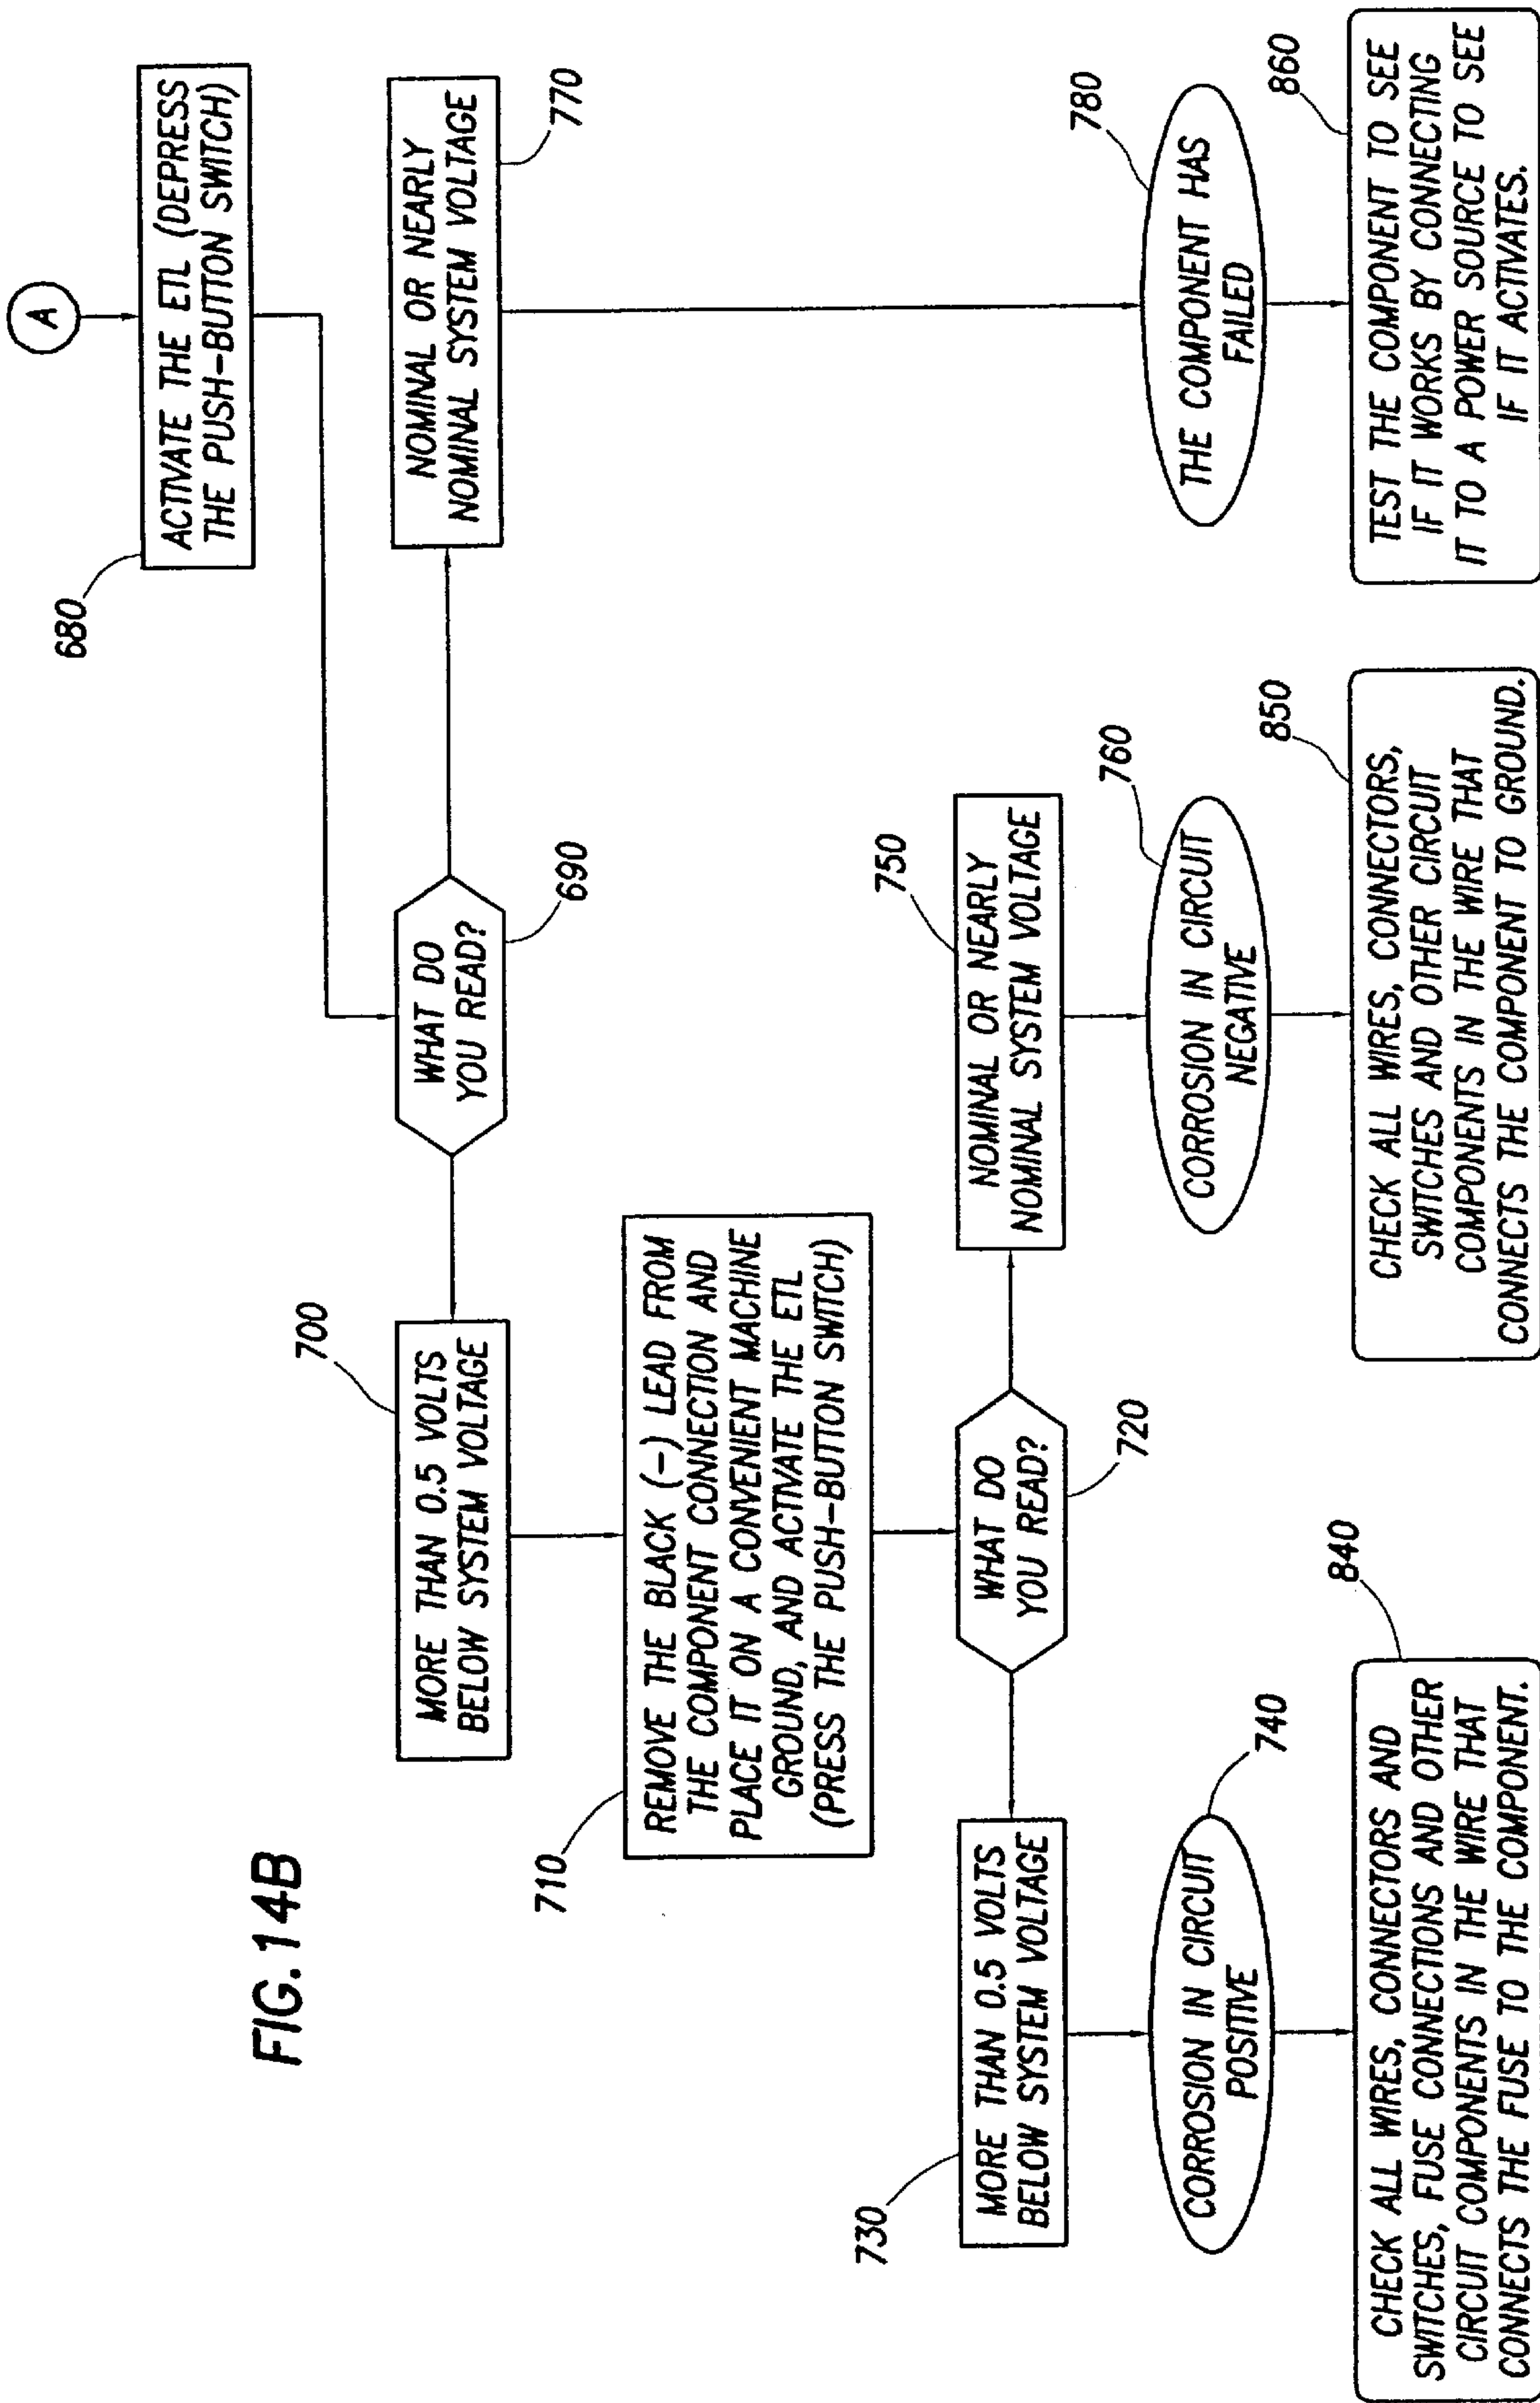 FIG. 14B
A
680
ACTIVATE THE ETL (DEPRESS
THE PUSH-BUTTON SWITCH)
WHAT DO
YOU READ?
690
700
MORE THAN 0.5 VOLTS
BELOW SYSTEM VOLTAGE
NOMINAL OR NEARLY
NOMINAL SYSTEM VOLTAGE
770
710
REMOVE THE BLACK (-) LEAD FROM
THE COMPONENT CONNECTION AND
PLACE IT ON A CONVENIENT MACHINE
GROUND, AND ACTIVATE THE ETL
(PRESS THE PUSH-BUTTON SWITCH)
WHAT DO
YOU READ?
720
730
MORE THAN 0.5 VOLTS
BELOW SYSTEM VOLTAGE
750
NOMINAL OR NEARLY
NOMINAL SYSTEM VOLTAGE
CORROSION IN CIRCUIT
POSITIVE
740
CORROSION IN CIRCUIT
NEGATIVE
760
THE COMPONENT HAS
FAILED
780
840
CHECK ALL WIRES, CONNECTORS AND
SWITCHES, FUSE CONNECTIONS AND OTHER
CIRCUIT COMPONENTS IN THE WIRE THAT
CONNECTS THE FUSE TO THE COMPONENT.
850
CHECK ALL WIRES, CONNECTORS,
SWITCHES AND OTHER CIRCUIT
COMPONENTS IN THE WIRE THAT
CONNECTS THE COMPONENT TO GROUND.
860
TEST THE COMPONENT TO SEE
IF IT WORKS BY CONNECTING
IT TO A POWER SOURCE TO SEE
IF IT ACTIVATES.